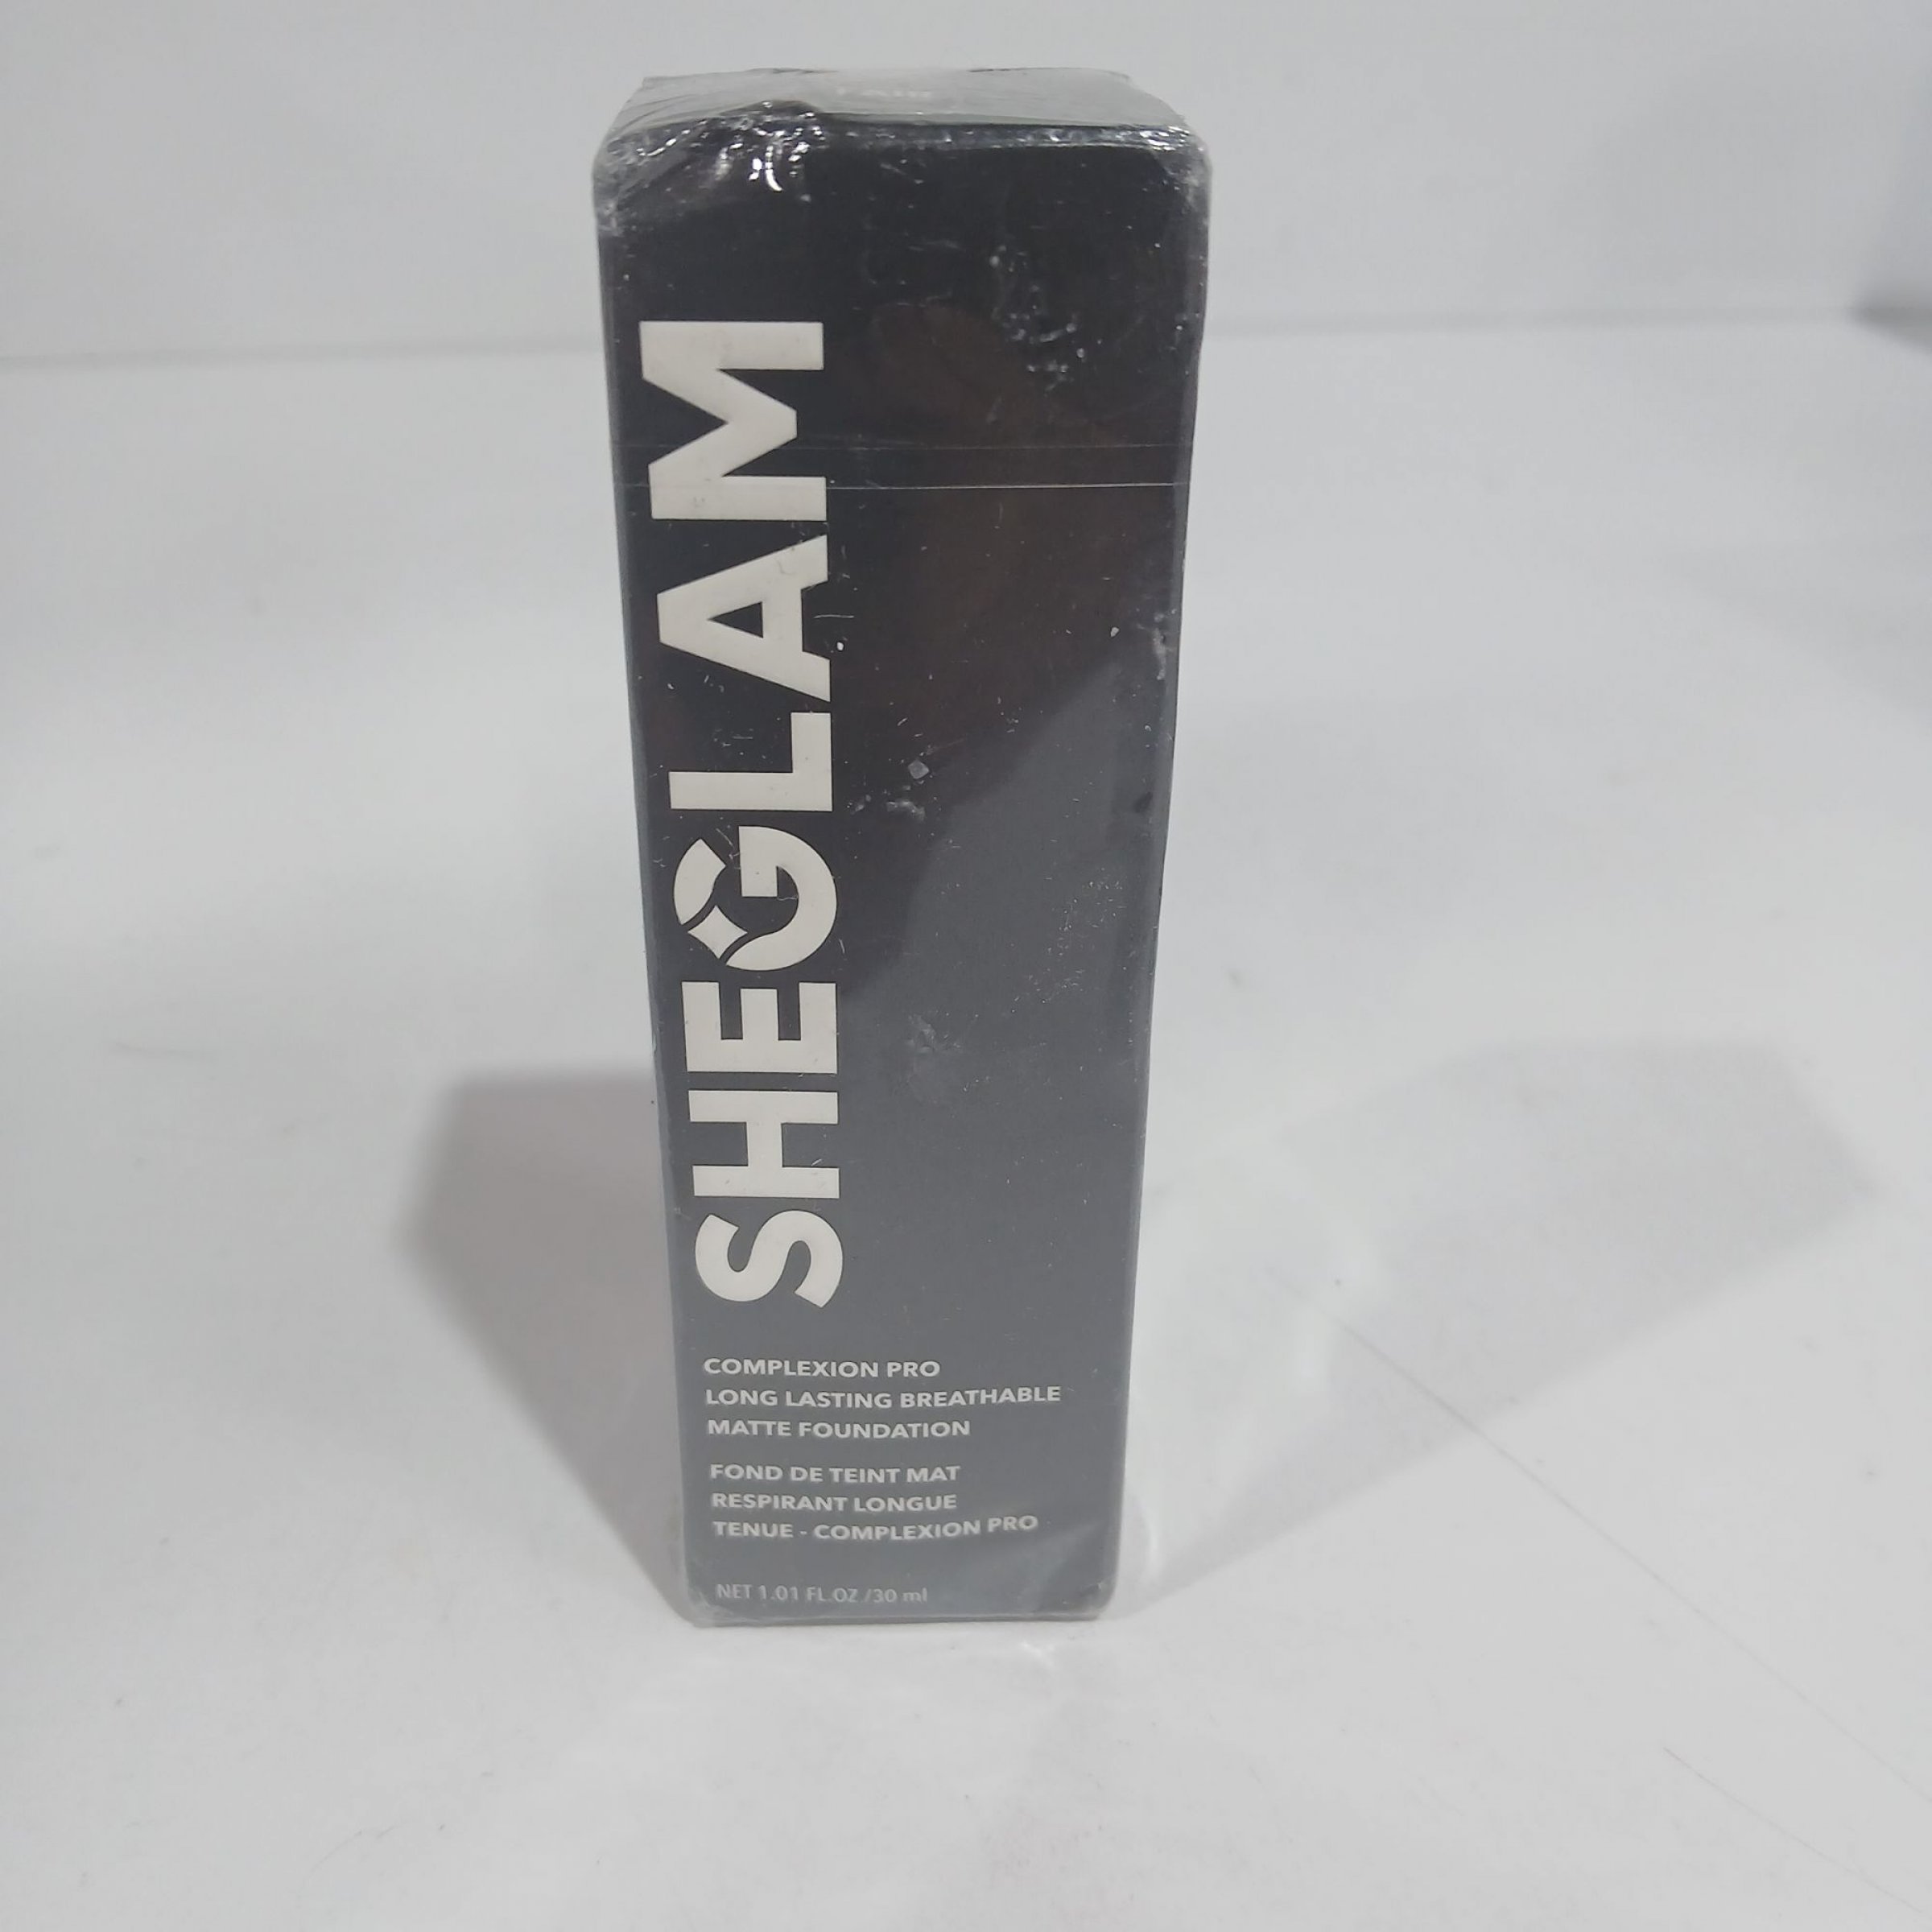 FAIR
SHEGLAM
COMPLEXION PRO
LONG LASTING BREATHABLE
MATTE FOUNDATION
FOND DE TEINT MAT
RESPIRANT LONGUE
TENUE - COMPLEXION PRO
NET 1.01 FL.OZ /30 ml